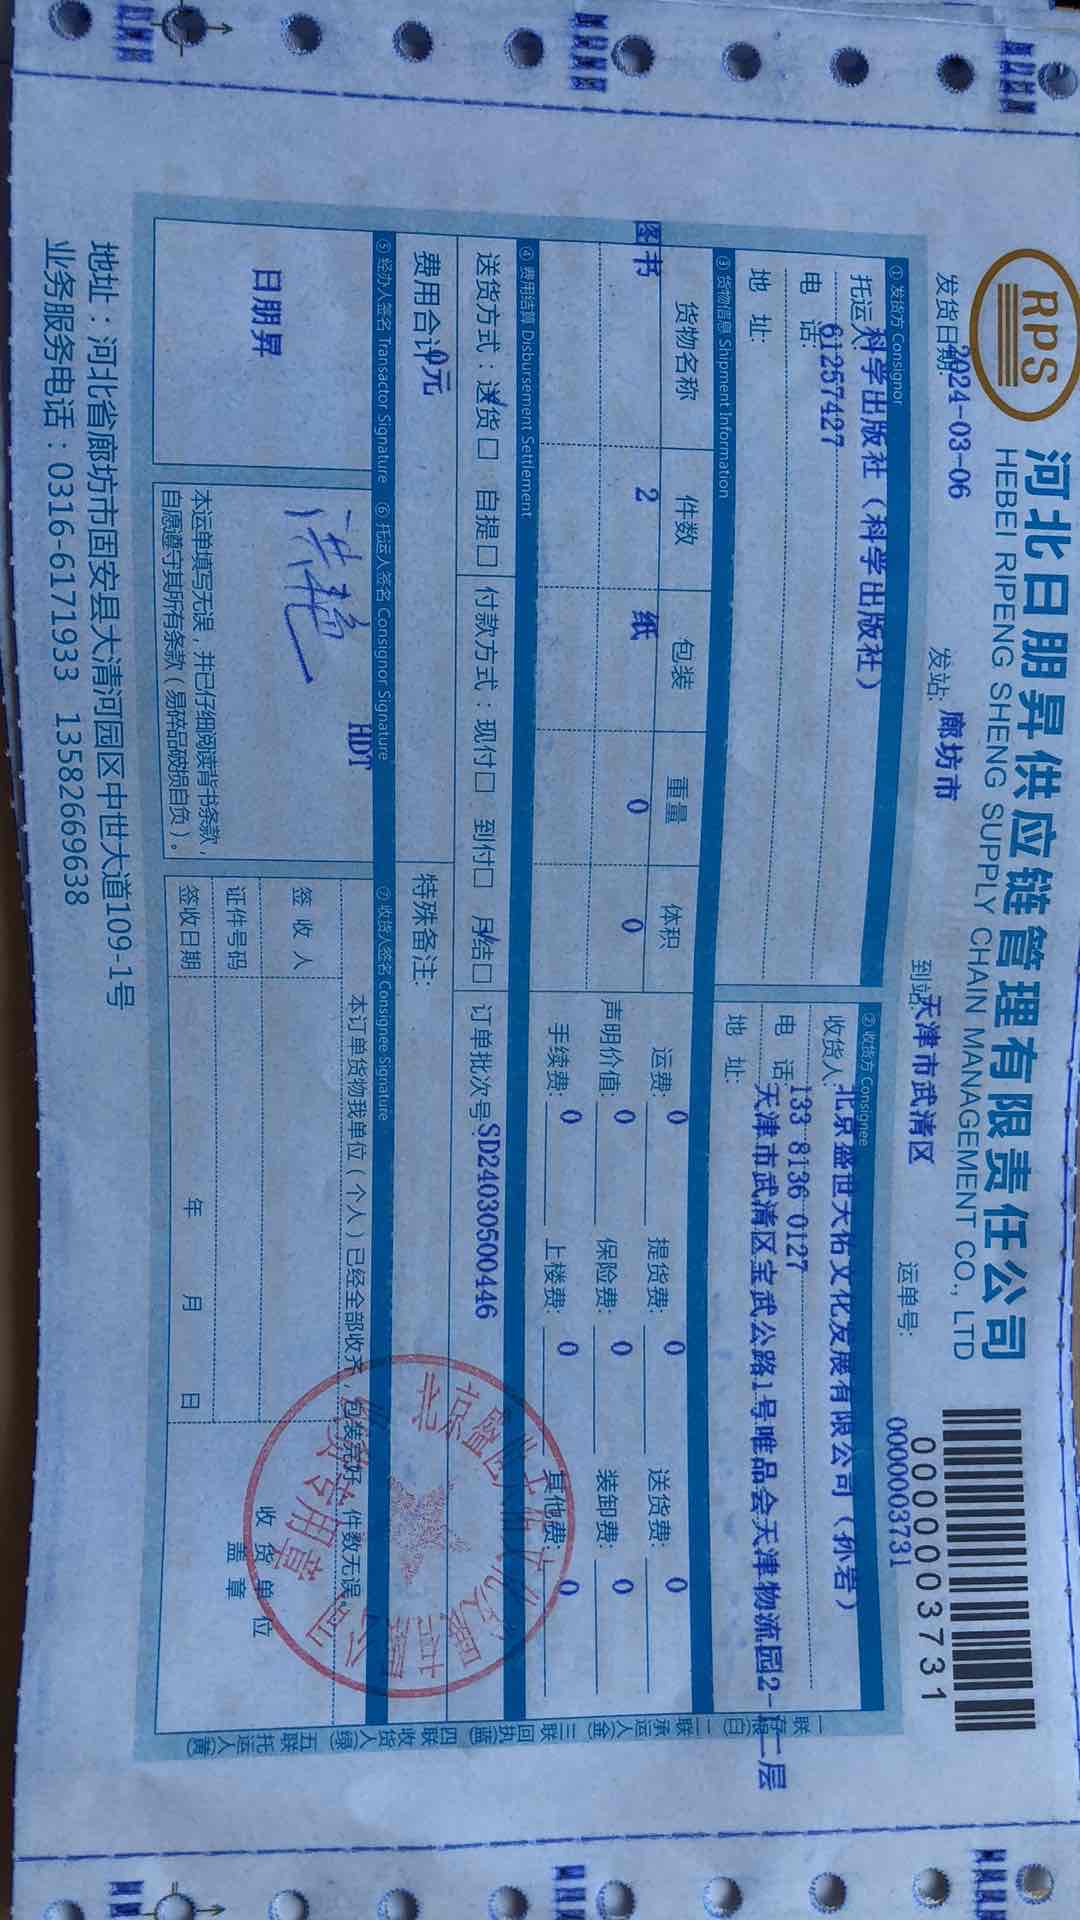 RPS
河北日朋昇供应链管理有限责任公司
HEBEI RIPENG SHENG SUPPLY CHAIN MANAGEMENT CO., LTD
0000003731
发货日期: 2024-03-06
发站: 廊坊市
到站: 天津市武清区
运单号: 0000003731
① 发货方 Consignor
托运人 科学出版社（科学出版社）
电 话: 61257427
地 址:
② 收货方 Consignee
收货人: 北京盛世大佑文化发展有限公司（孙岩）
电 话 133 8136 0127
地 址: 天津市武清区宝武公路1号唯品会天津物流园2-仓二层
③ 货物信息 Shipment Information
货物名称 件数 包装 重量 体积
图书 2 纸 0 0
运费: 0 提货费: 0 送货费: 0
声明价值: 0 保险费: 0 装卸费: 0
手续费: 0 上楼费: 0 其他费: 0
④ 费用结算 Disbursement Settlement
送货方式：送货□ 自提□
付款方式：现付□ 到付□ 月结□
订单批次号: SD24030500446
费用合计: 0元
特殊备注:
⑤ 经办人签名 Transactor Signature
⑥ 托运人签名 Consignor Signature
⑦ 收货人签名 Consignee Signature
日朋昇
HDT
本运单填写无误，并已仔细阅读背书条款，
自愿遵守其所有条款（易碎品破损自负）。
本订单货物我单位（个人）已经全部收齐，包装完好，件数无误。
签 收 人
证件号码
签收日期 年 月 日
收 货 单 位
盖 章
一联存根(白) 二联承运人(金) 三联回执(蓝) 四联收货人(绿) 五联托运人(黄)
地址：河北省廊坊市固安县大清河园区中世大道109-1号
业务服务电话：0316-6171933 13582669638